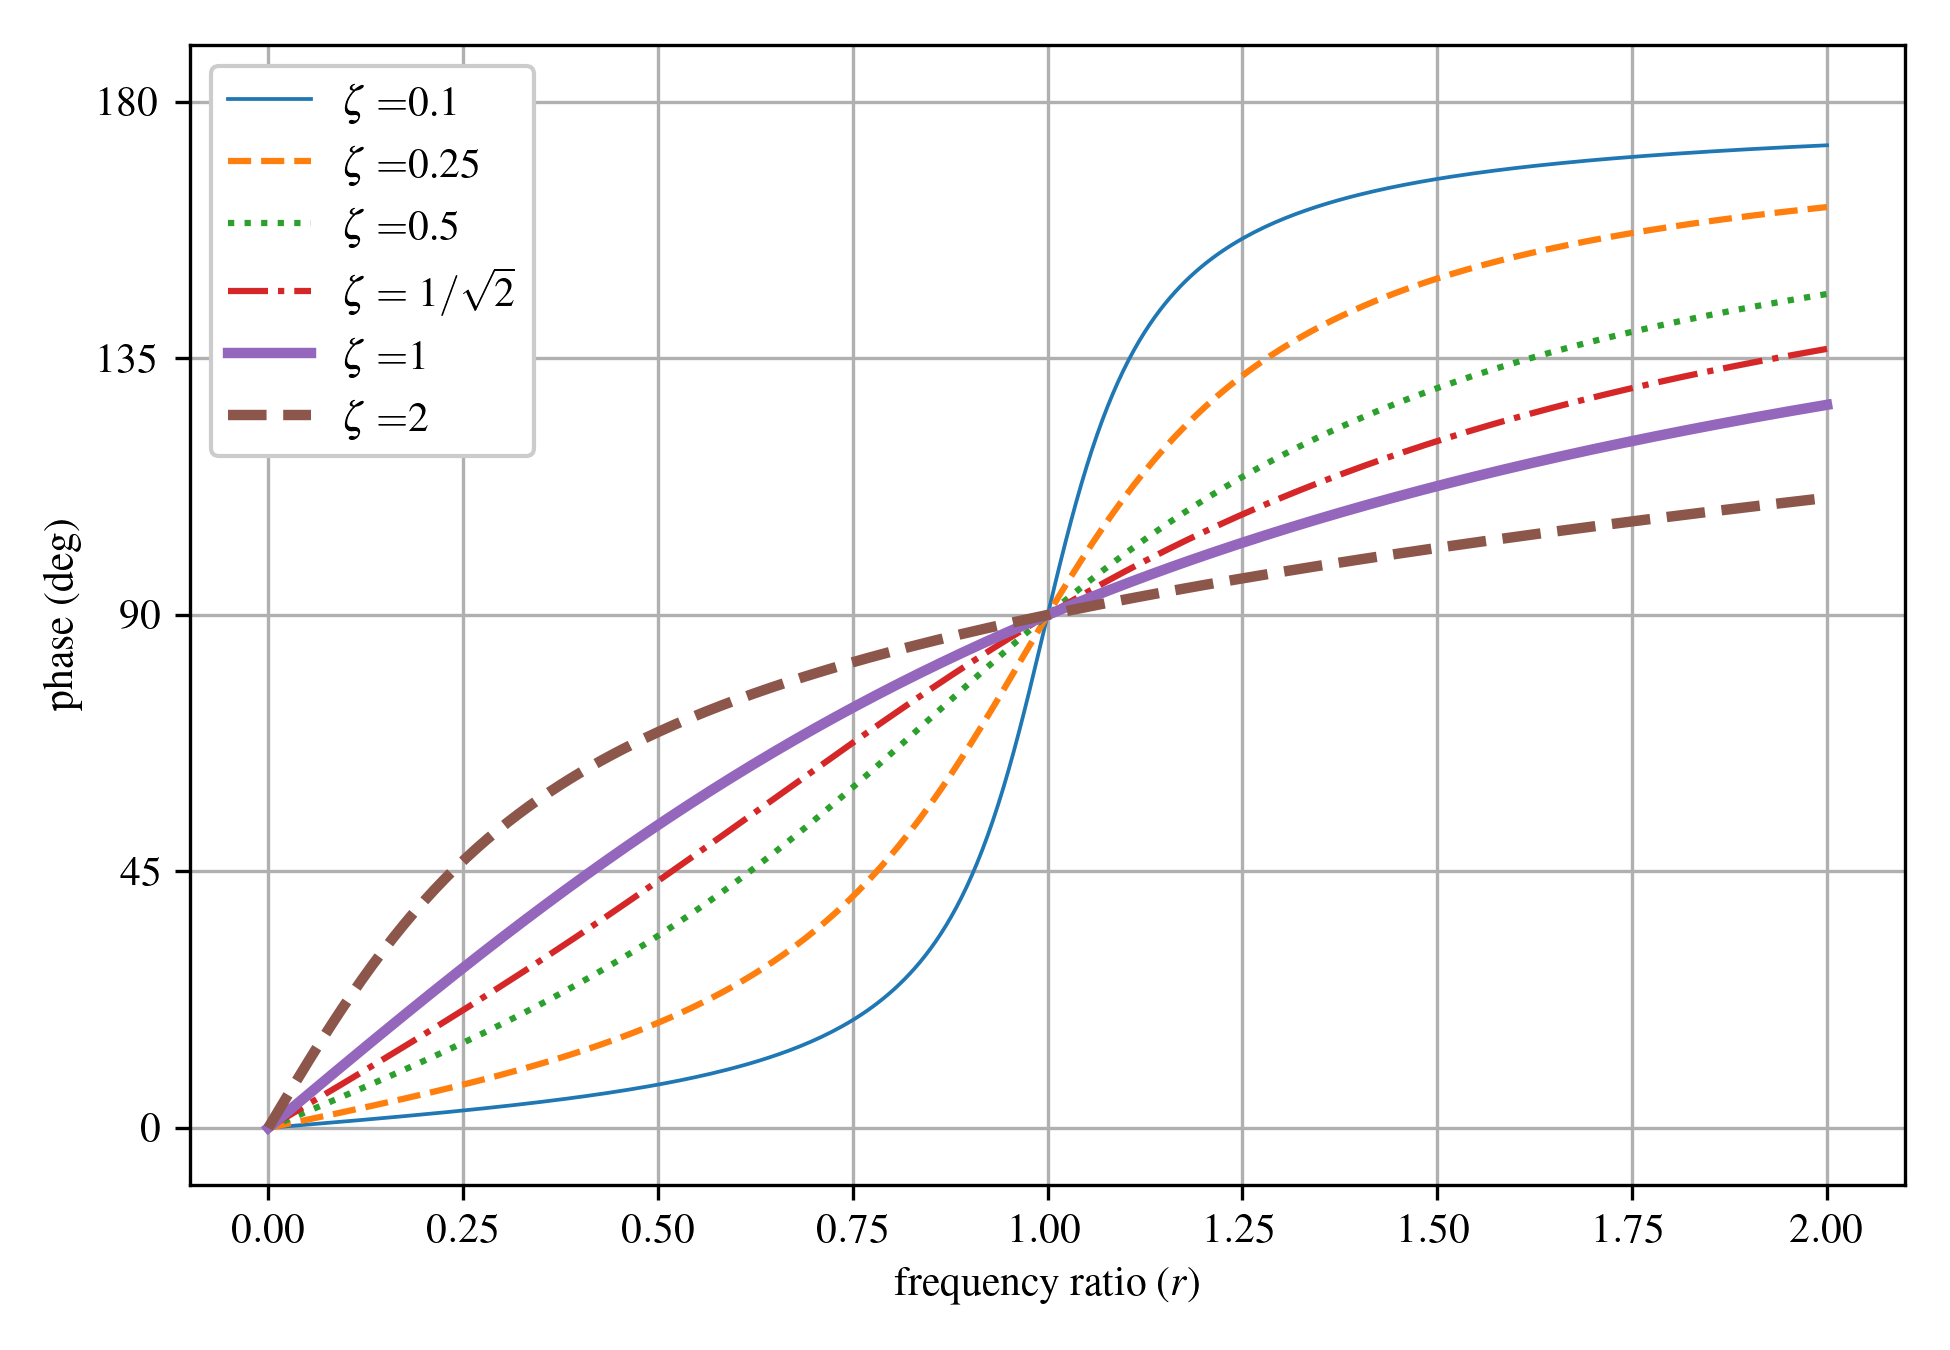 ζ =0.1
ζ =0.25
ζ =0.5
ζ = 1/√2
ζ =1
ζ =2
180
135
90
45
0
phase (deg)
0.00 0.25 0.50 0.75 1.00 1.25 1.50 1.75 2.00
frequency ratio (r)